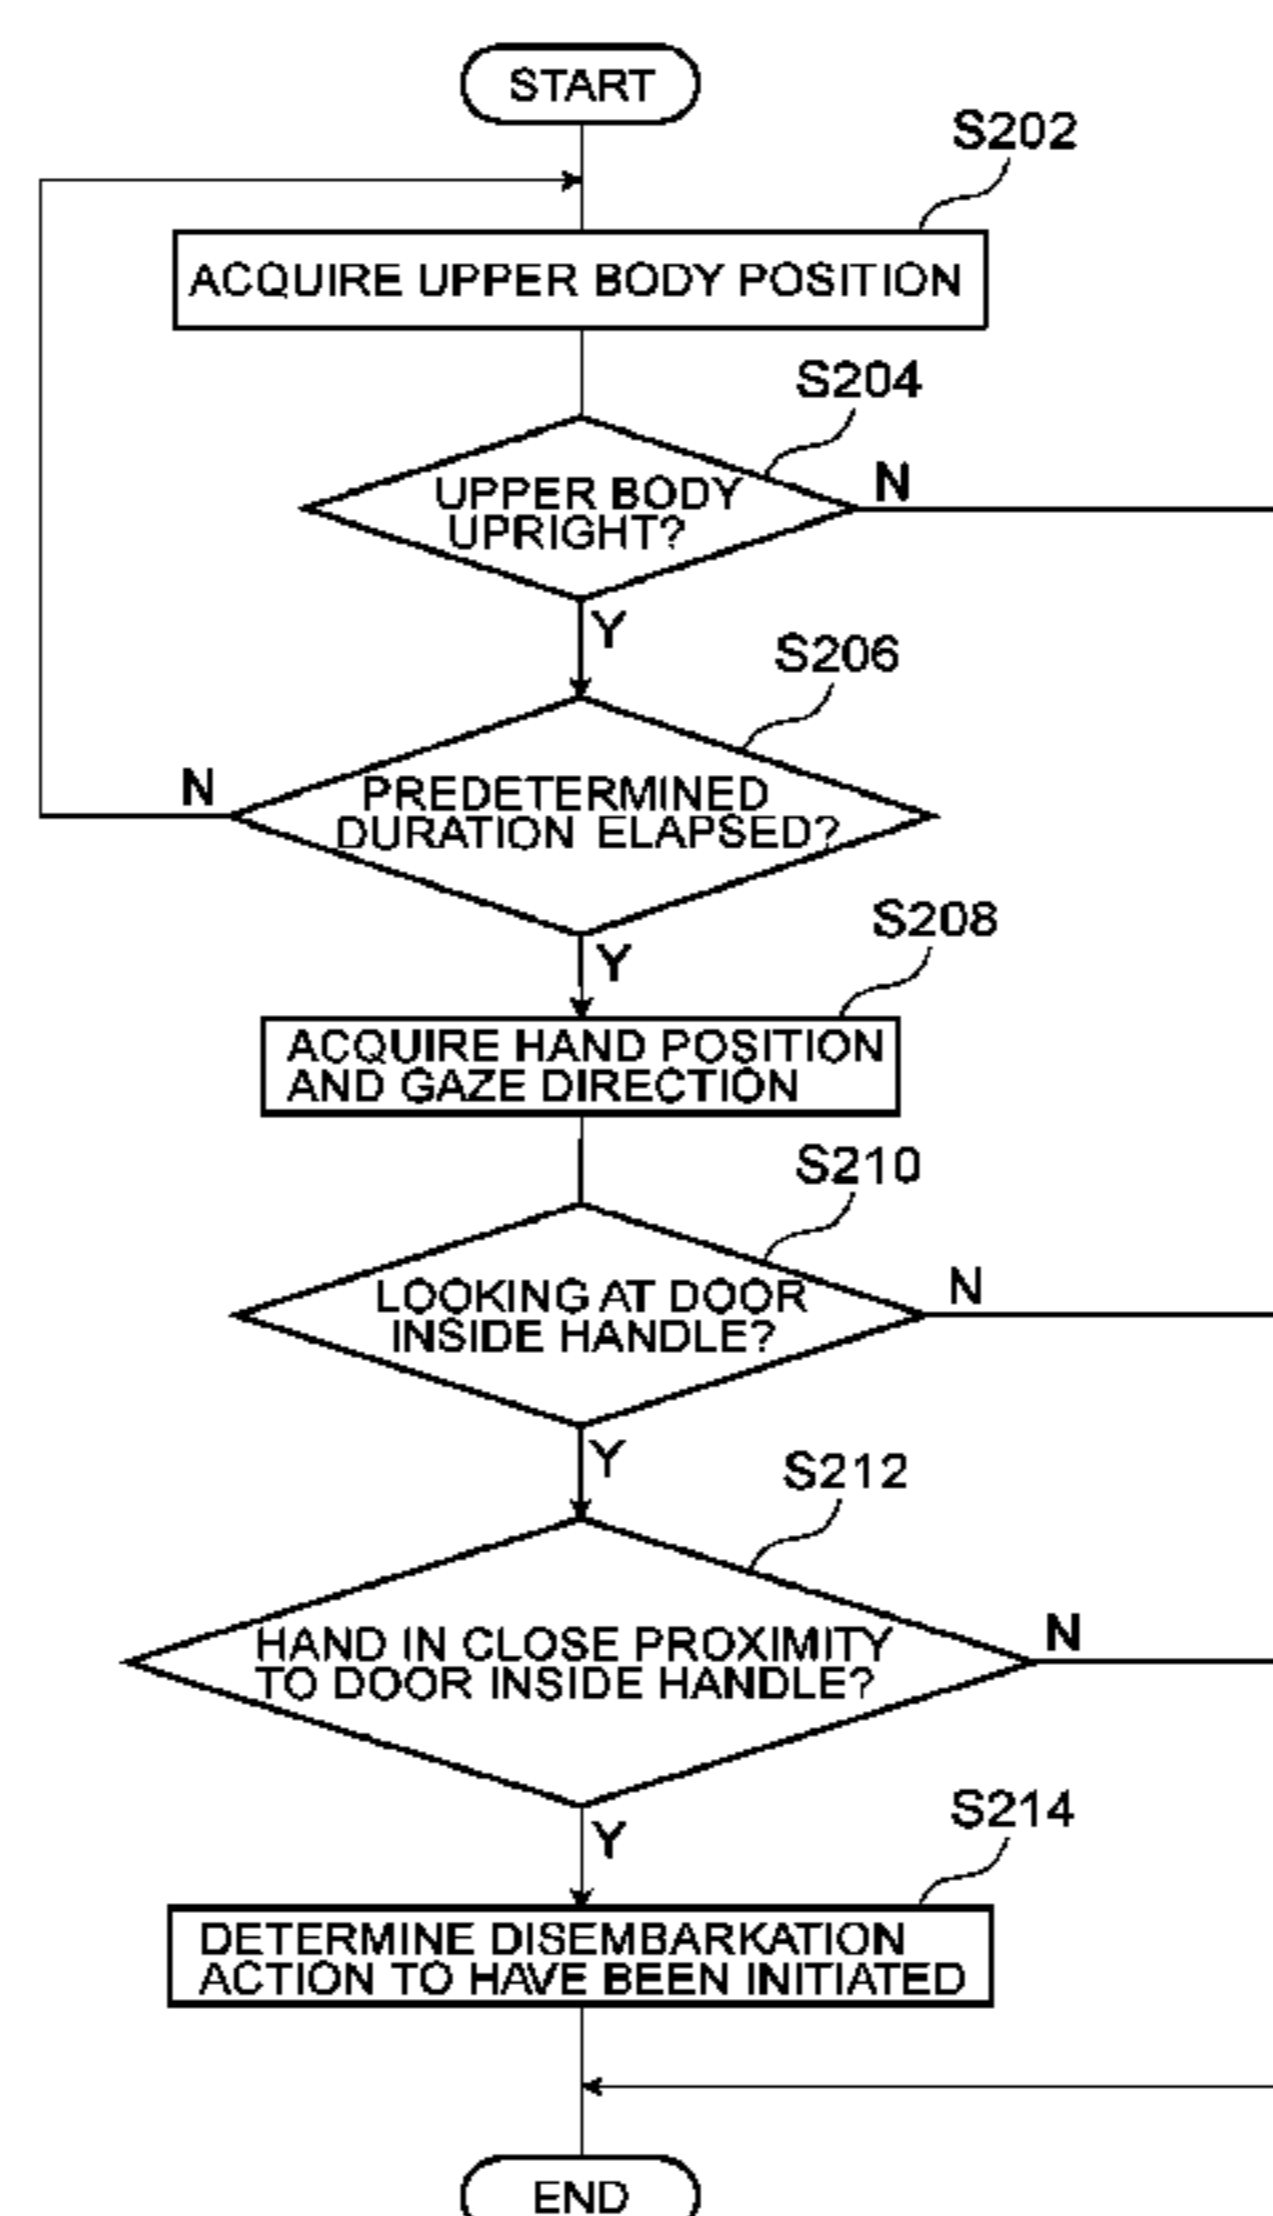 START
S202
ACQUIRE UPPER BODY POSITION
S204
UPPER BODY
UPRIGHT?
N
Y
S206
PREDETERMINED
DURATION ELAPSED?
N
Y
S208
ACQUIRE HAND POSITION
AND GAZE DIRECTION
S210
LOOKING AT DOOR
INSIDE HANDLE?
N
Y
S212
HAND IN CLOSE PROXIMITY
TO DOOR INSIDE HANDLE?
N
Y
S214
DETERMINE DISEMBARKATION
ACTION TO HAVE BEEN INITIATED
END